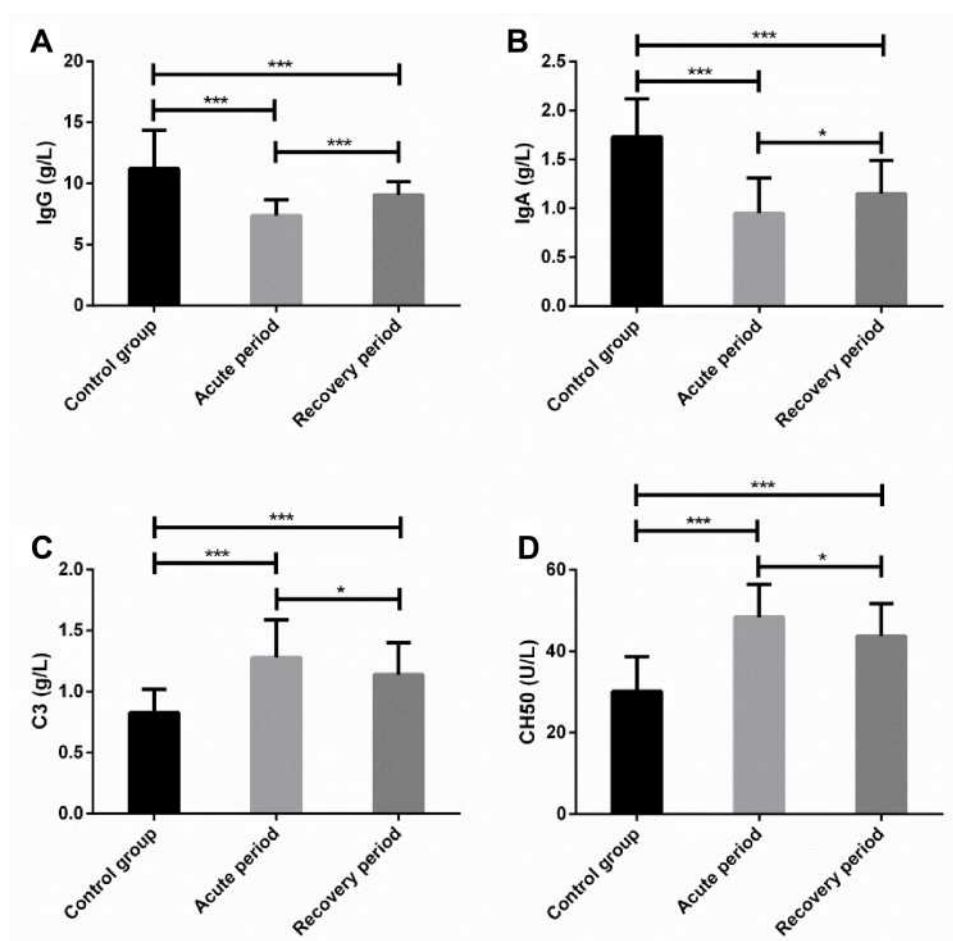 A
IgG (g/L)
20
15
10
5
0
***
***
***
Control group
Acute period
Recovery period
B
IgA (g/L)
2.5
2.0
1.5
1.0
0.5
0.0
***
***
*
Control group
Acute period
Recovery period
C
C3 (g/L)
2.0
1.5
1.0
0.5
0.0
***
***
*
Control group
Acute period
Recovery period
D
CH50 (U/L)
60
40
20
0
***
***
*
Control group
Acute period
Recovery period